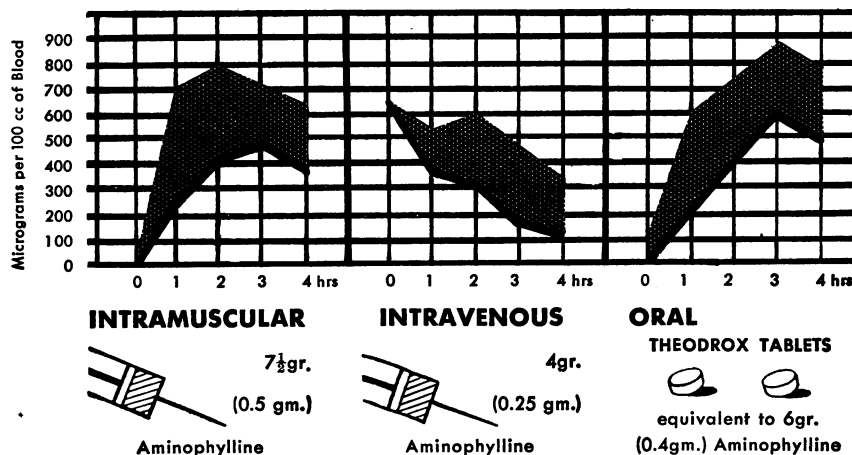 Micrograms per 100 cc of Blood
900
800
700
600
500
400
300
200
100
0
0 1 2 3 4 hrs
0 1 2 3 4 hrs
0 1 2 3 4 hrs
INTRAMUSCULAR
7½gr.
(0.5 gm.)
Aminophylline
INTRAVENOUS
4gr.
(0.25 gm.)
Aminophylline
ORAL
THEODROX TABLETS
equivalent to 6gr.
(0.4gm.) Aminophylline